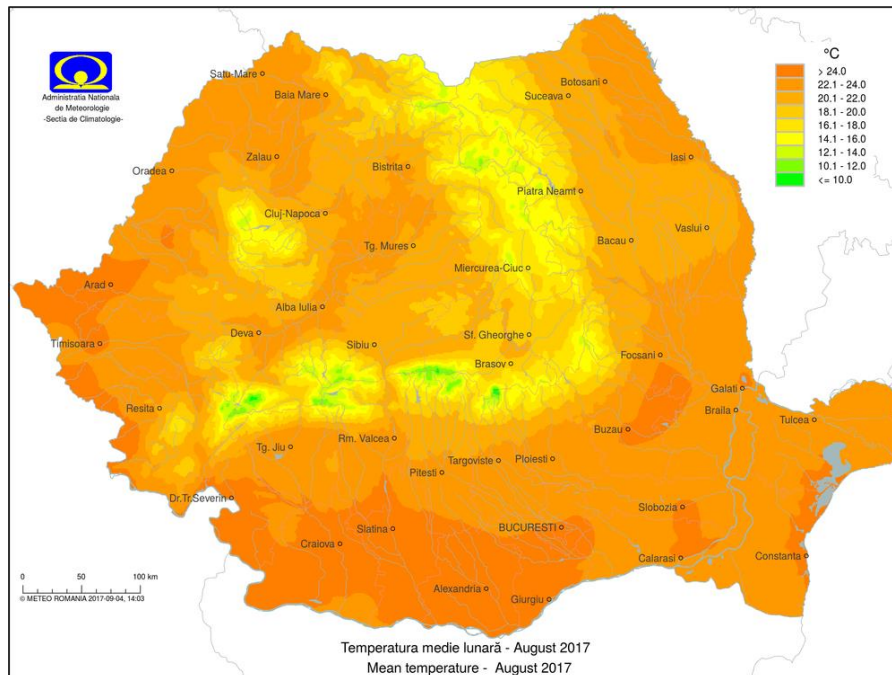 Administratia Nationala
de Meteorologie
-Sectia de Climatologie-
ºC
> 24.0
22.1 - 24.0
20.1 - 22.0
18.1 - 20.0
16.1 - 18.0
14.1 - 16.0
12.1 - 14.0
10.1 - 12.0
<= 10.0
Satu-Mare
Baia Mare
Botosani
Suceava
Zalau
Oradea
Bistrita
Iasi
Piatra Neamt
Cluj-Napoca
Vaslui
Tg. Mures
Bacau
Miercurea-Ciuc
Arad
Alba Iulia
Deva
Sibiu
Sf. Gheorghe
Timisoara
Focsani
Brasov
Galati
Resita
Braila
Tulcea
Buzau
Rm. Valcea
Tg. Jiu
Targoviste
Ploiesti
Pitesti
Dr.Tr.Severin
Slobozia
Slatina
BUCURESTI
Craiova
Calarasi
Constanta
Alexandria
Giurgiu
0 50 100 km
© METEO ROMANIA 2017-09-04, 14:03
Temperatura medie lunară - August 2017
Mean temperature - August 2017